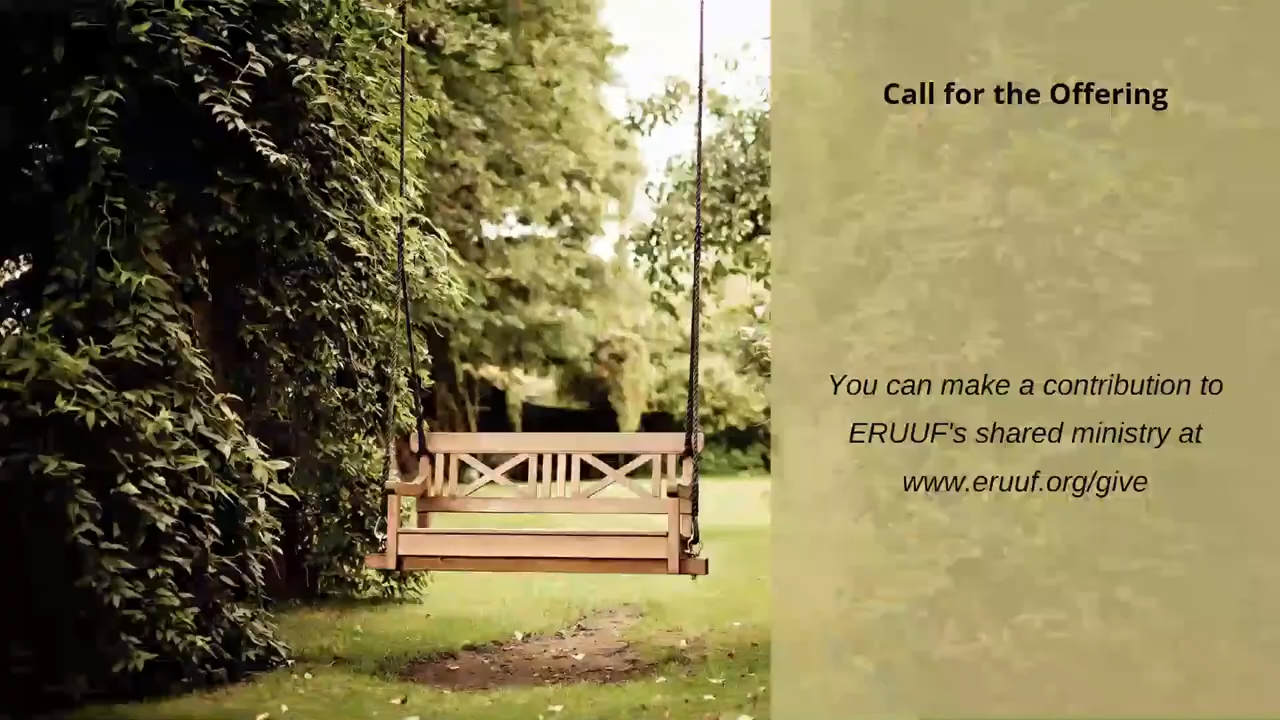 Call for the Offering
You can make a contribution to
ERUUF's shared ministry at
www.eruuf.org/give